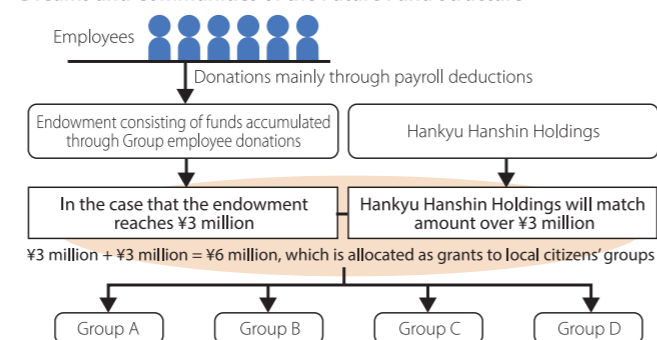 Employees
Donations mainly through payroll deductions
Endowment consisting of funds accumulated
through Group employee donations
Hankyu Hanshin Holdings
In the case that the endowment
reaches ¥3 million
Hankyu Hanshin Holdings will match
amount over ¥3 million
¥3 million + ¥3 million = ¥6 million, which is allocated as grants to local citizens’ groups
Group A
Group B
Group C
Group D